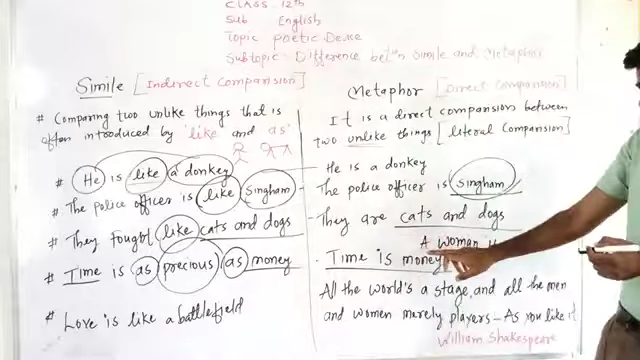 CLASS 12th
Sub English
Topic Poetic Device
Subtopic: Difference betn Simile and Metaphor
Simile [Indirect Comparision]
# Comparing two unlike things that is
often introduced by 'like' and 'as'
# He is like a donkey
# The police officer is like Singham
# They fought like cats and dogs
# Time is as precious as money
# Love is like a battlefield
Metaphor [Direct Comparision]
It is a direct comparision between
two unlike things [literal Comparision]
He is a donkey
The police officer is Singham
They are cats and dogs
A woman
Time is money
All the world's a stage, and all the men
and women merely players - As you like it
William Shakespeare